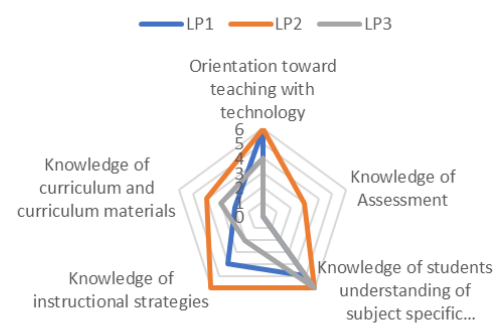 LP1 LP2 LP3
Orientation toward
teaching with
technology
6
5
4
3
2
1
0
Knowledge of
Assessment
Knowledge of students
understanding of
subject specific...
Knowledge of
instructional strategies
Knowledge of
curriculum and
curriculum materials